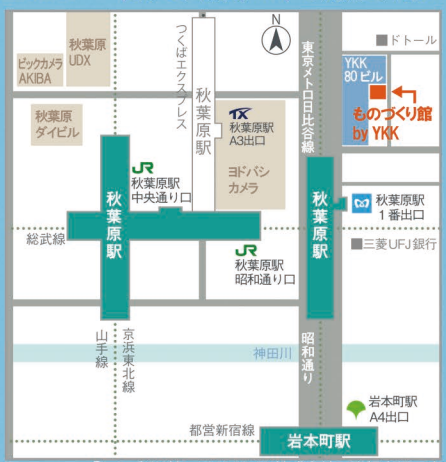 N
■ドトール
ビックカメラ
AKIBA
秋葉原
UDX
つくばエクスプレス
秋葉原駅
TX
秋葉原駅
A3出口
東京メトロ日比谷線
YKK
80ビル
ものづくり館
by YKK
秋葉原
ダイビル
ヨドバシ
カメラ
JR
秋葉原駅
中央通り口
秋葉原駅
秋葉原駅
秋葉原駅
1番出口
総武線
JR
秋葉原駅
昭和通り口
■三菱UFJ銀行
山手線
京浜東北線
神田川
昭和通り
岩本町駅
A4出口
都営新宿線
岩本町駅